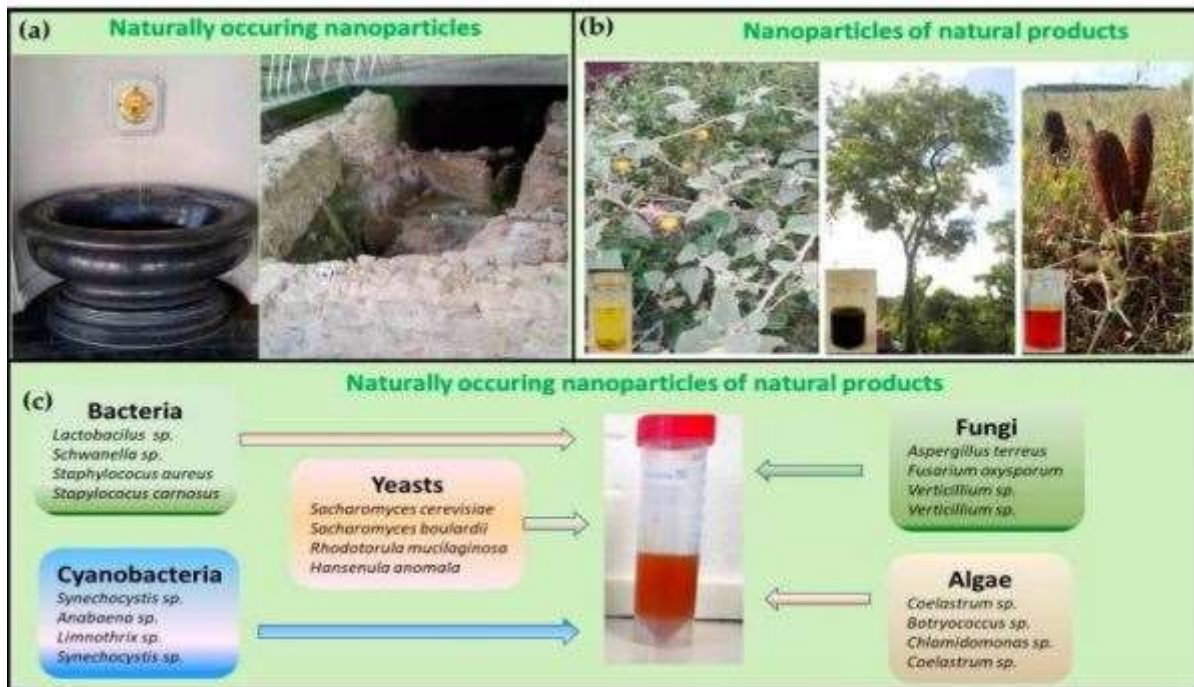 (a) Naturally occuring nanoparticles
(b) Nanoparticles of natural products
(c) Naturally occuring nanoparticles of natural products
Bacteria
Lactobacilus sp.
Schwanella sp.
Staphylococus aureus
Stapylococus carnosus
Yeasts
Sacharomyces cerevisiae
Sacharomyces boulardii
Rhodotorula mucilaginosa
Hansenula anomala
Cyanobacteria
Synechocystis sp.
Anabaena sp.
Limnothrix sp.
Synechocystis sp.
Fungi
Aspergillus terreus
Fusarium oxysporum
Verticillium sp.
Verticillium sp.
Algae
Coelastrum sp.
Botryococcus sp.
Chlamidomonas sp.
Coelastrum sp.